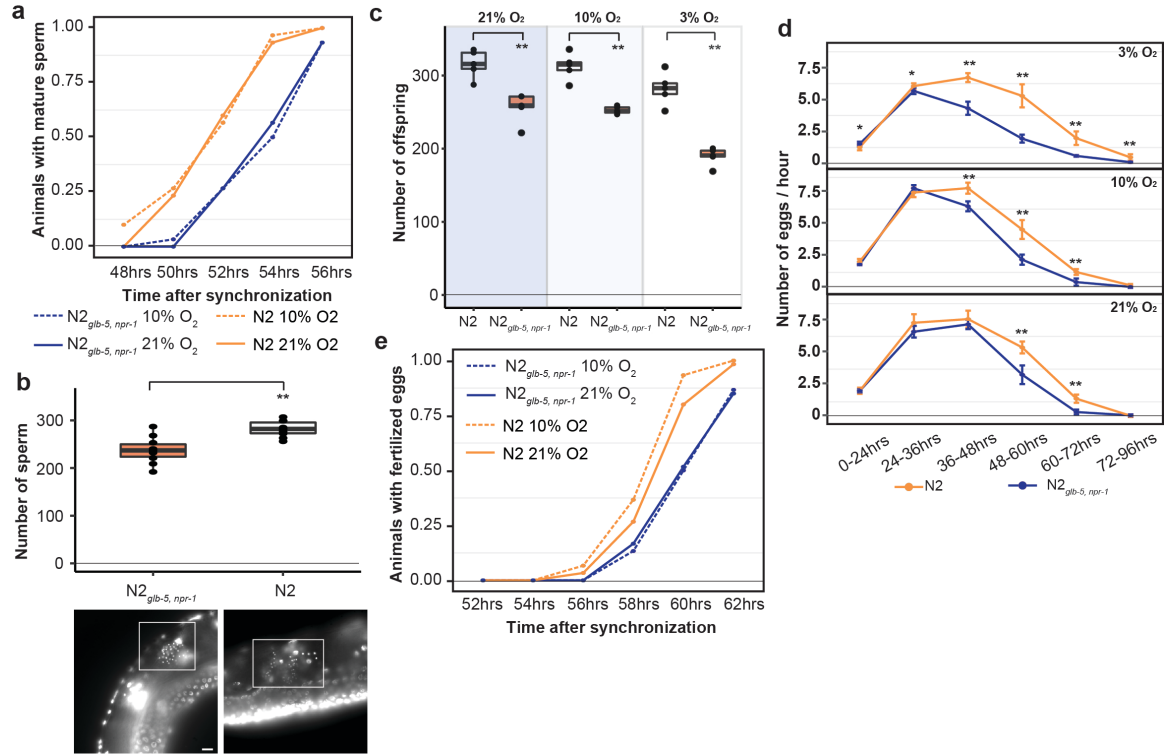 a
1.00
0.75
0.50
0.25
0.00
Animals with mature sperm
48hrs 50hrs 52hrs 54hrs 56hrs
Time after synchronization
N2glb-5, npr-1 10% O2
N2 10% O2
N2glb-5, npr-1 21% O2
N2 21% O2
b
**
300
200
100
0
Number of sperm
N2glb-5, npr-1
N2
c
21% O2
10% O2
3% O2
**
**
**
300
200
100
0
Number of offspring
N2 N2glb-5, npr-1 N2 N2glb-5, npr-1 N2 N2glb-5, npr-1
d
3% O2
7.5
5.0
2.5
0
* * ** ** ** **
10% O2
7.5
5.0
2.5
0
** ** **
21% O2
7.5
5.0
2.5
0
** **
Number of eggs / hour
0-24hrs 24-36hrs 36-48hrs 48-60hrs 60-72hrs 72-96hrs
N2
N2glb-5, npr-1
e
1.00
0.75
0.50
0.25
0.00
Animals with fertilized eggs
N2glb-5, npr-1 10% O2
N2glb-5, npr-1 21% O2
N2 10% O2
N2 21% O2
52hrs 54hrs 56hrs 58hrs 60hrs 62hrs
Time after synchronization